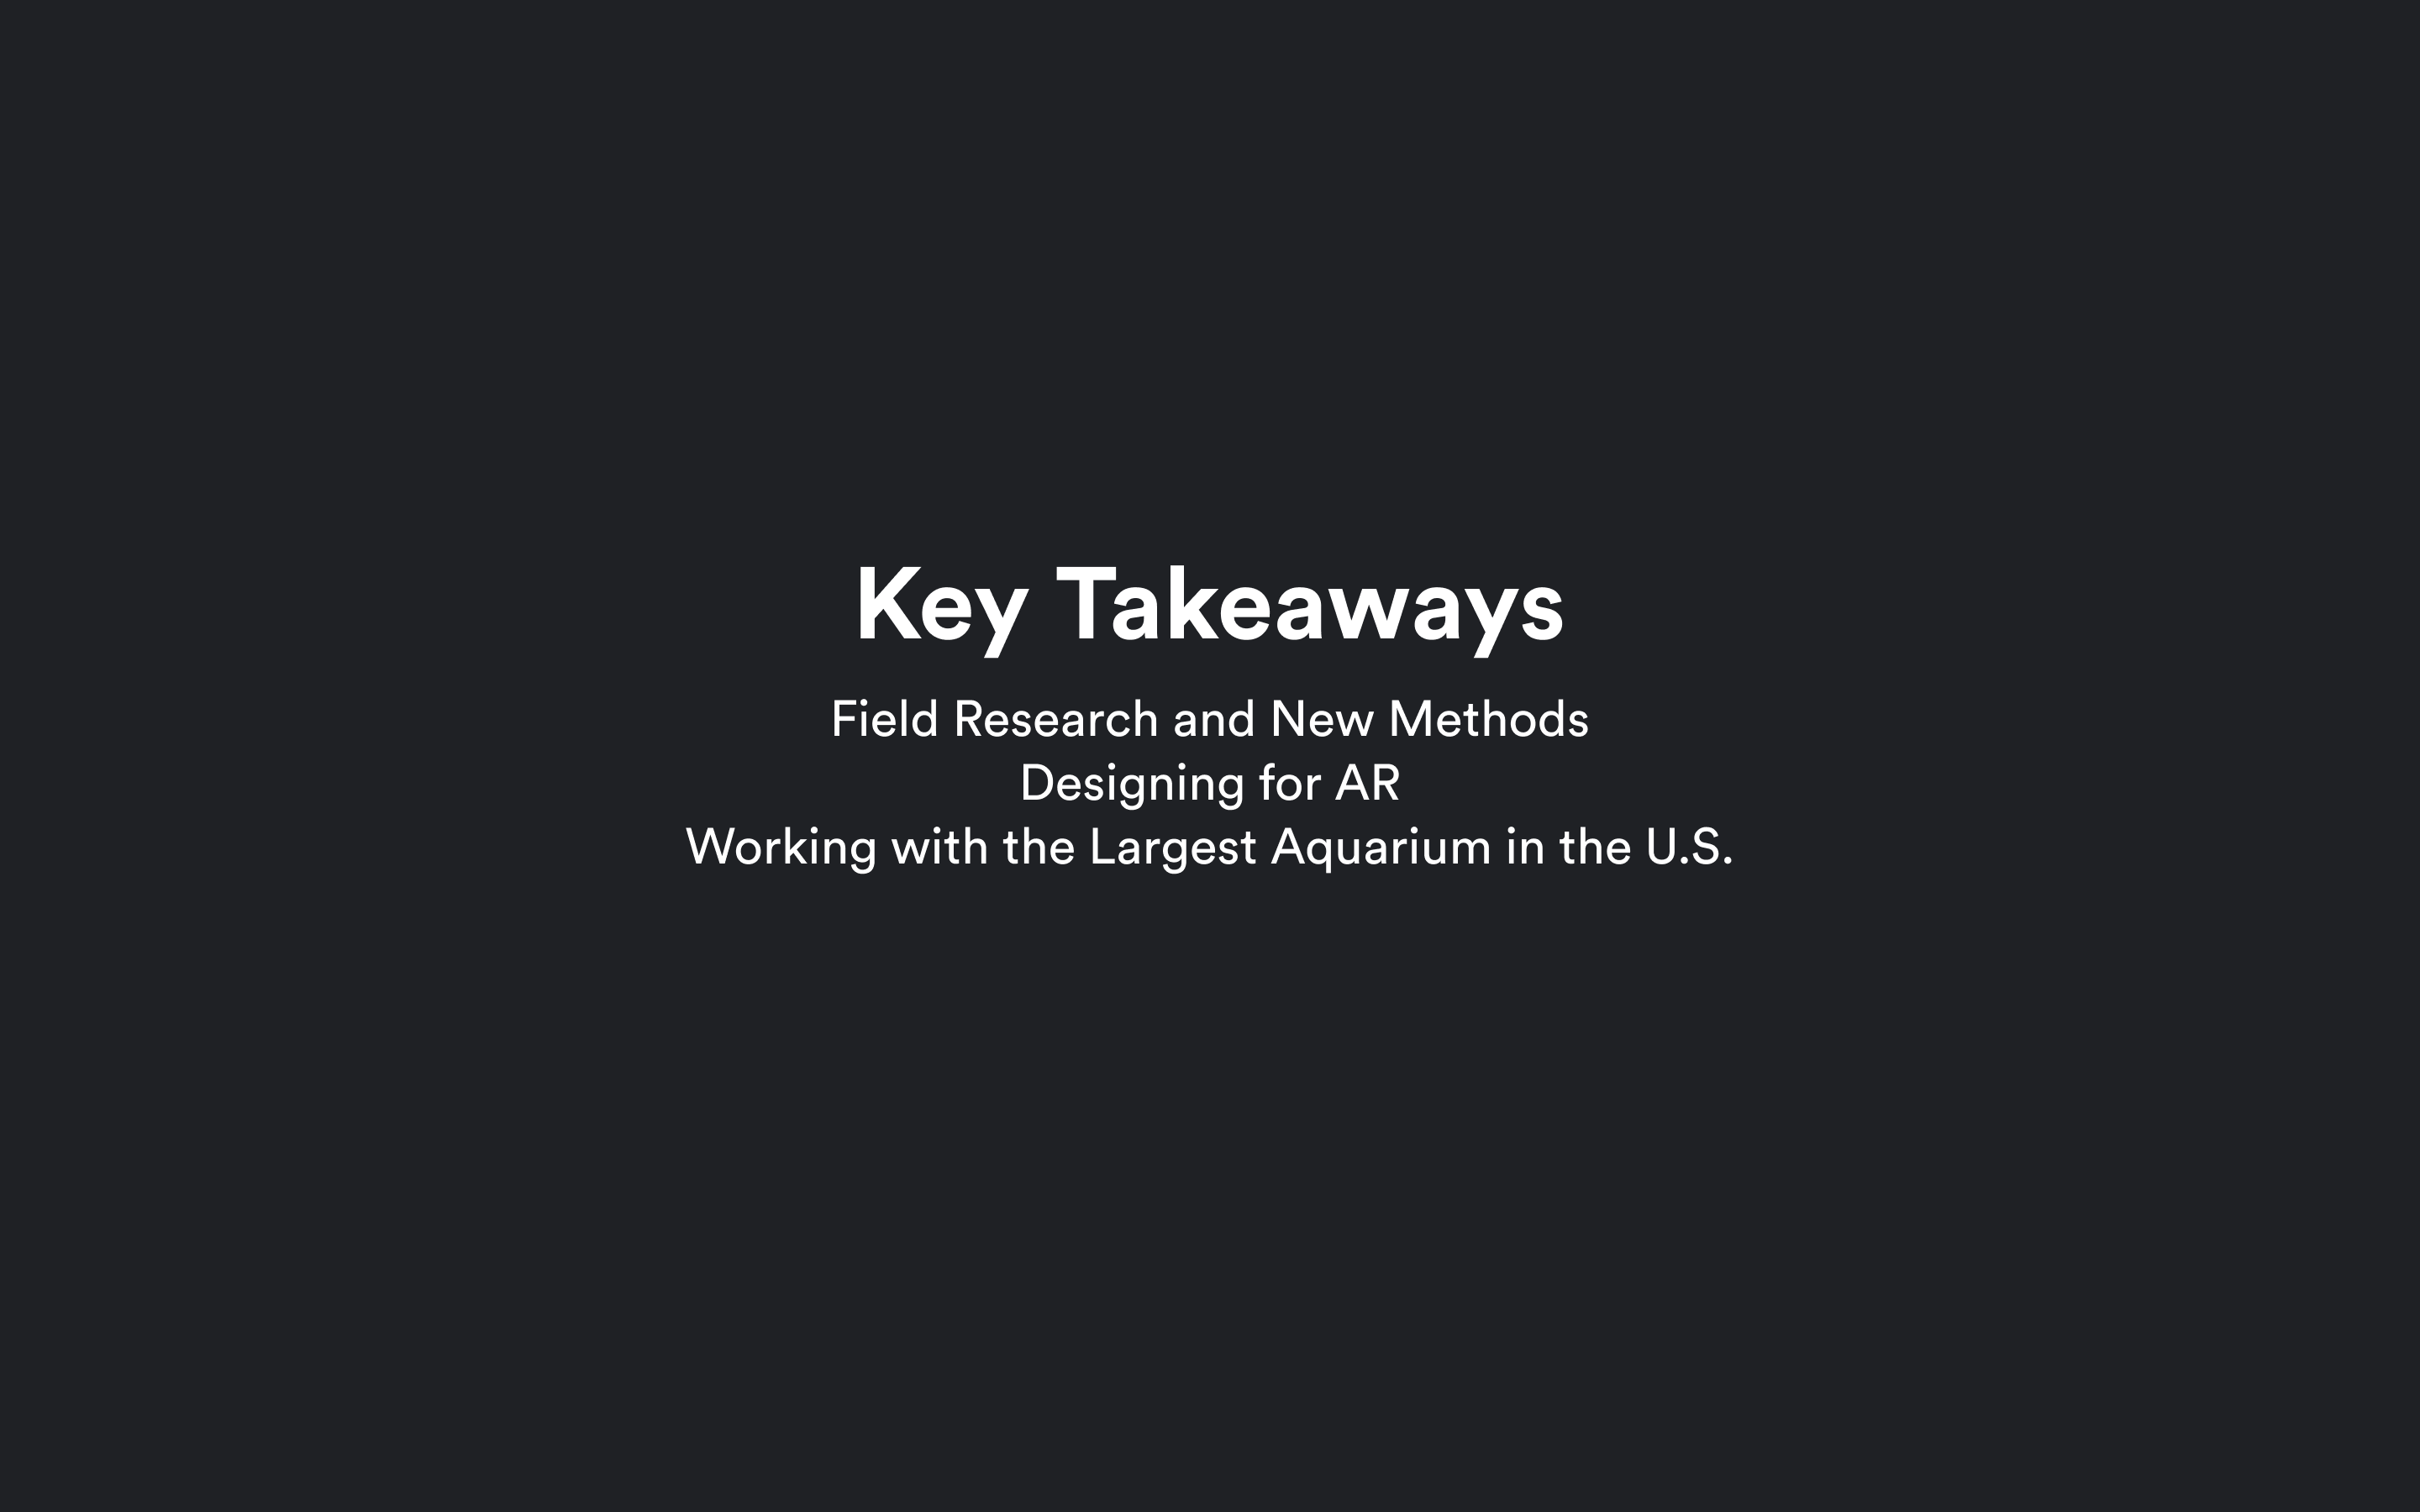 Key Takeaways
Field Research and New Methods
Designing for AR
Working with the Largest Aquarium in the U.S.